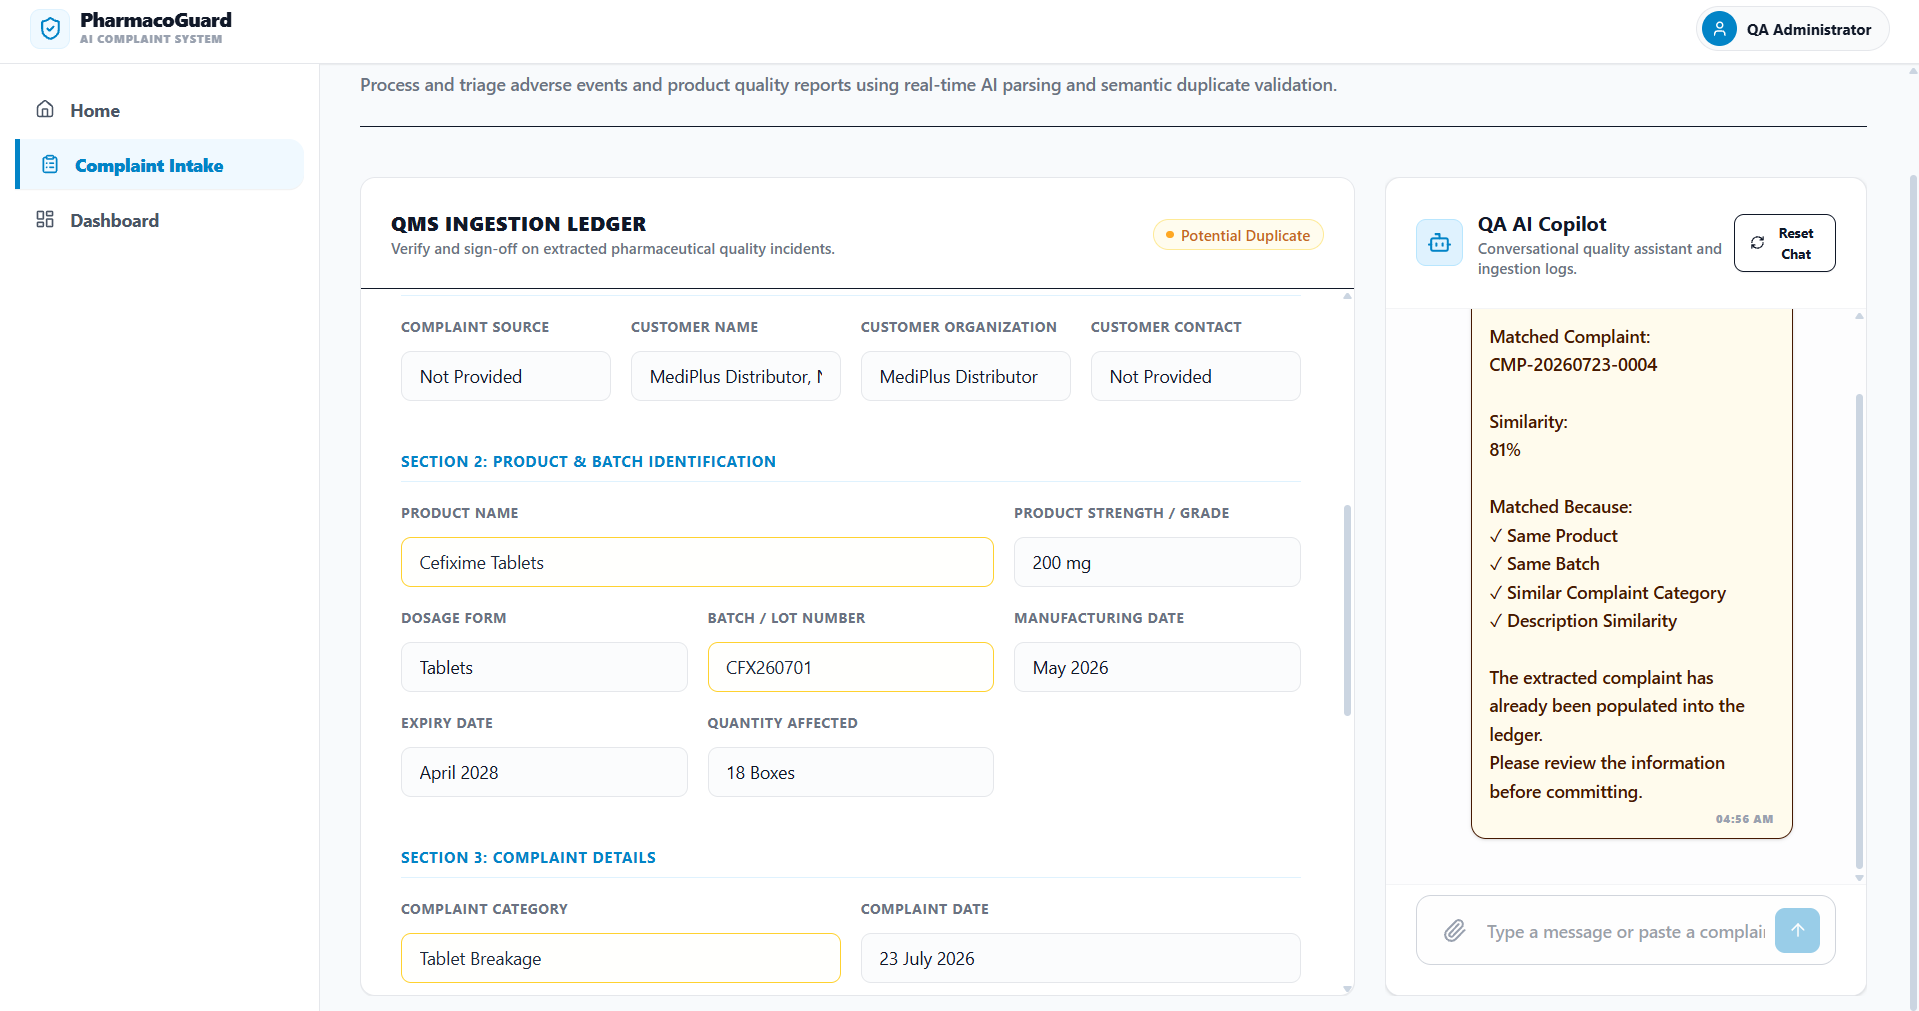 PharmacoGuard
AI COMPLAINT SYSTEM
QA Administrator
Home
Complaint Intake
Dashboard
Process and triage adverse events and product quality reports using real-time AI parsing and semantic duplicate validation.
QMS INGESTION LEDGER
Verify and sign-off on extracted pharmaceutical quality incidents.
Potential Duplicate
COMPLAINT SOURCE
CUSTOMER NAME
CUSTOMER ORGANIZATION
CUSTOMER CONTACT
Not Provided
MediPlus Distributor,
MediPlus Distributor
Not Provided
SECTION 2: PRODUCT & BATCH IDENTIFICATION
PRODUCT NAME
PRODUCT STRENGTH / GRADE
Cefixime Tablets
200 mg
DOSAGE FORM
BATCH / LOT NUMBER
MANUFACTURING DATE
Tablets
CFX260701
May 2026
EXPIRY DATE
QUANTITY AFFECTED
April 2028
18 Boxes
SECTION 3: COMPLAINT DETAILS
COMPLAINT CATEGORY
COMPLAINT DATE
Tablet Breakage
23 July 2026
QA AI Copilot
Conversational quality assistant and
ingestion logs.
Reset
Chat
Matched Complaint:
CMP-20260723-0004
Similarity:
81%
Matched Because:
✓ Same Product
✓ Same Batch
✓ Similar Complaint Category
✓ Description Similarity
The extracted complaint has
already been populated into the
ledger.
Please review the information
before committing.
04:56 AM
Type a message or paste a complai